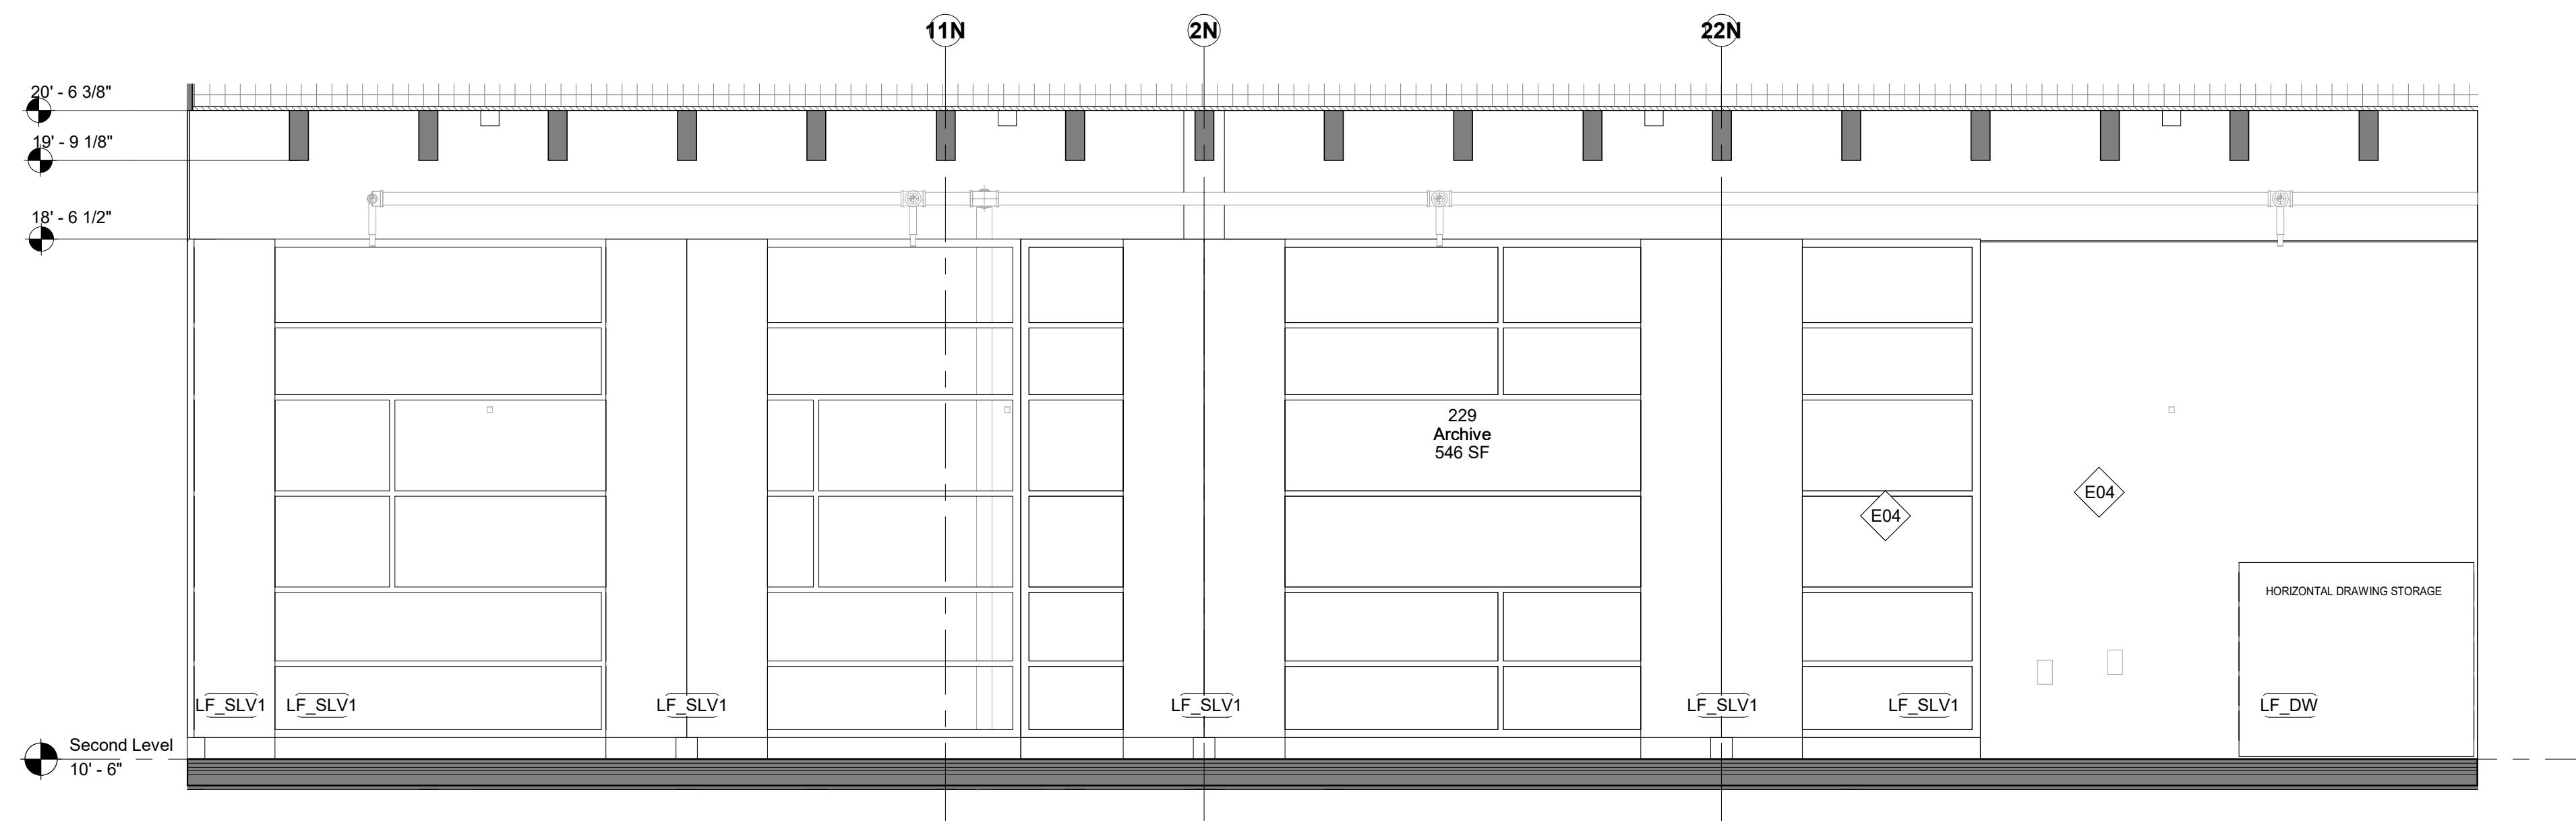 11N
2N
22N
20' - 6 3/8"
19' - 9 1/8"
18' - 6 1/2"
229
Archive
546 SF
E04
E04
HORIZONTAL DRAWING STORAGE
LF_SLV1
LF_SLV1
LF_SLV1
LF_SLV1
LF_SLV1
LF_SLV1
LF_DW
Second Level
10' - 6"